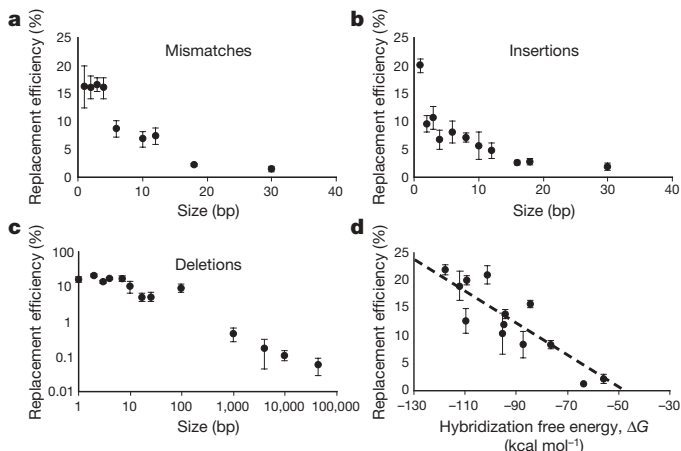 a
Mismatches
Replacement efficiency (%)
25
20
15
10
5
0
0 10 20 30 40
Size (bp)
b
Insertions
Replacement efficiency (%)
25
20
15
10
5
0
0 10 20 30 40
Size (bp)
c
Deletions
Replacement efficiency (%)
100
10
1
0.1
0.01
1 10 100 1,000 10,000 100,000
Size (bp)
d
Replacement efficiency (%)
25
20
15
10
5
0
–130 –110 –90 –70 –50 –30
Hybridization free energy, ΔG
(kcal mol–1)